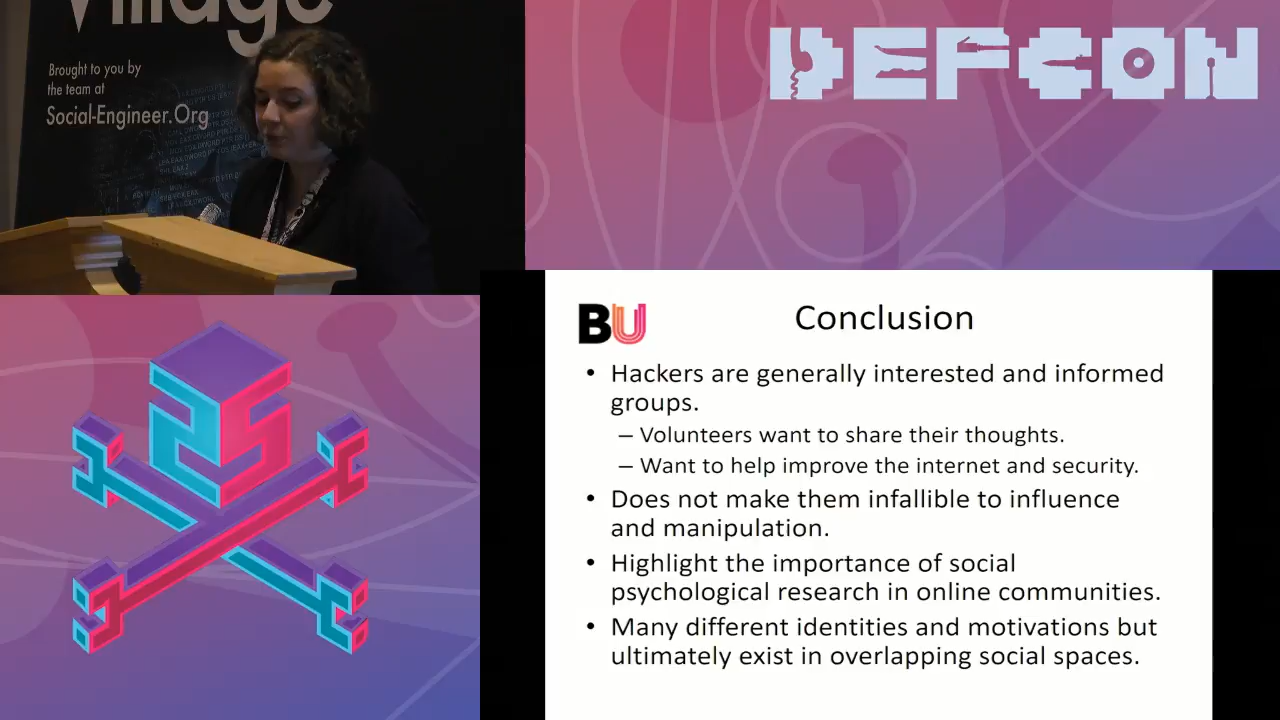 Village
Brought to you by
the team at
Social-Engineer.Org
DEFCON
BU
Conclusion
• Hackers are generally interested and informed
groups.
– Volunteers want to share their thoughts.
– Want to help improve the internet and security.
• Does not make them infallible to influence
and manipulation.
• Highlight the importance of social
psychological research in online communities.
• Many different identities and motivations but
ultimately exist in overlapping social spaces.